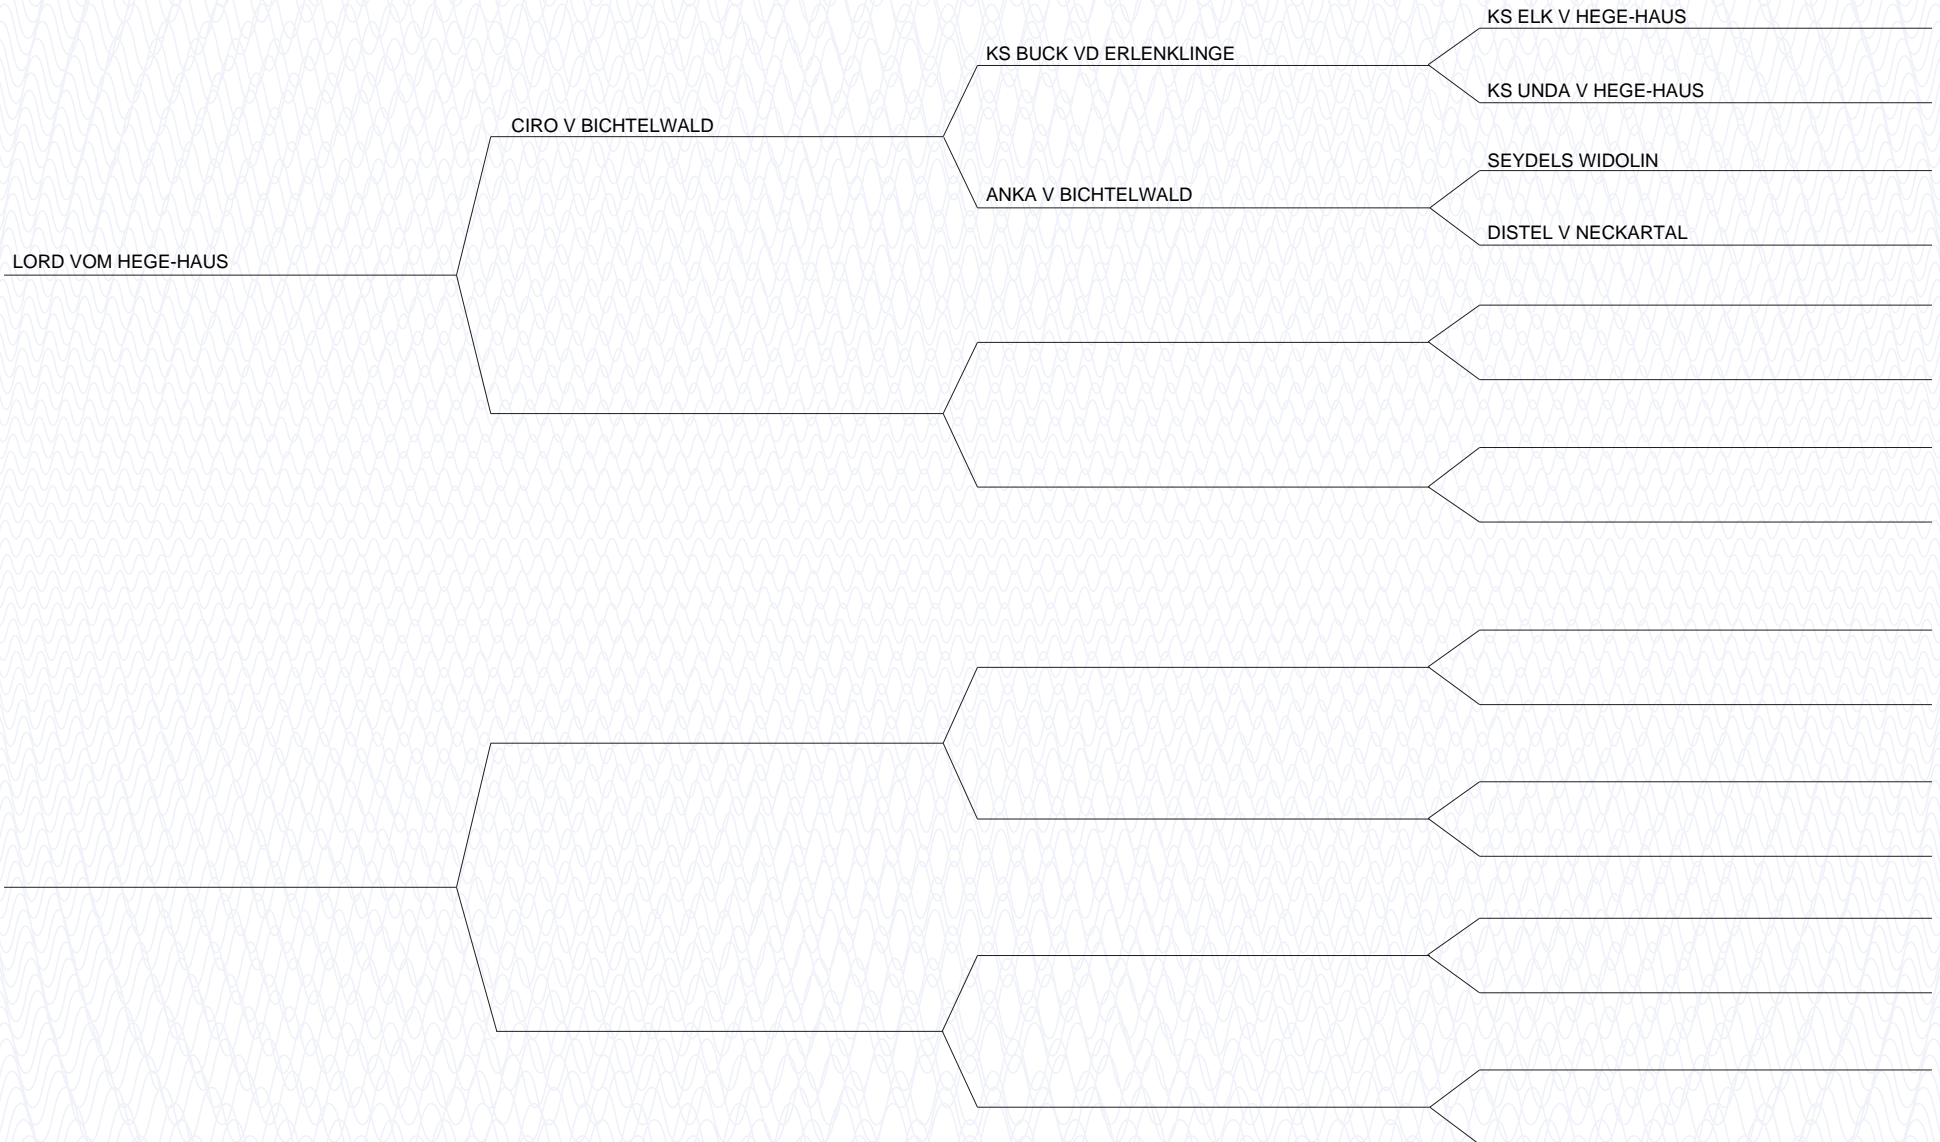 KS ELK V HEGE-HAUS
KS BUCK VD ERLENKLINGE
KS UNDA V HEGE-HAUS
CIRO V BICHTELWALD
SEYDELS WIDOLIN
ANKA V BICHTELWALD
DISTEL V NECKARTAL
LORD VOM HEGE-HAUS